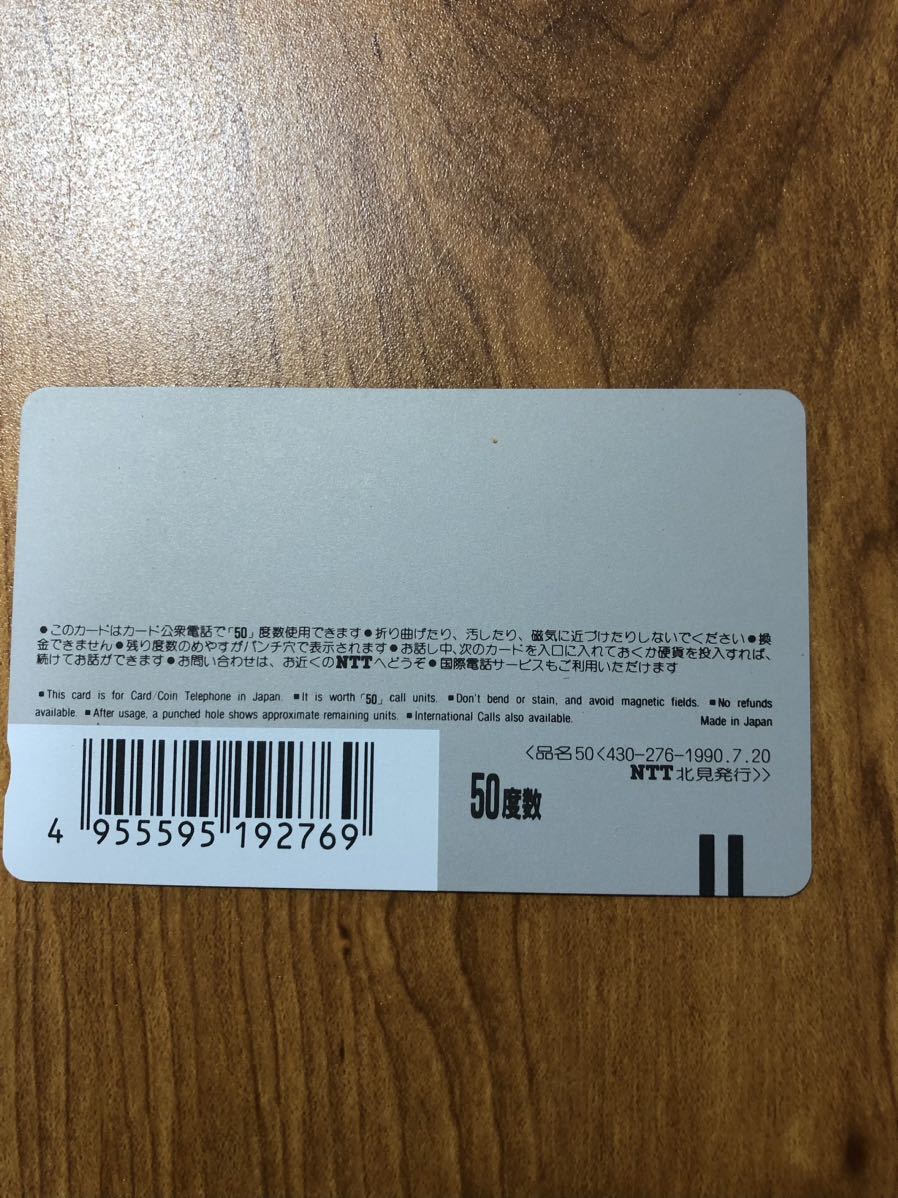 ●このカードはカード公衆電話で「50」度数使用できます●折り曲げたり、汚したり、磁気に近づけたりしないでください●換
金できません●残り度数のめやすがパンチ穴で表示されます●お話し中、次のカードを入口に入れておくか硬貨を投入すれば、
続けてお話ができます●お問い合わせは、お近くのNTTへどうぞ●国際電話サービスもご利用いただけます
■This card is for Card/Coin Telephone in Japan. ■It is worth「50」call units. ■Don't bend or stain, and avoid magnetic fields. ■No refunds
available. ■After usage, a punched hole shows approximate remaining units. ■International Calls also available.
Made in Japan
<品名50<430-276-1990.7.20
NTT北見発行>>
50度数
4 955595 192769